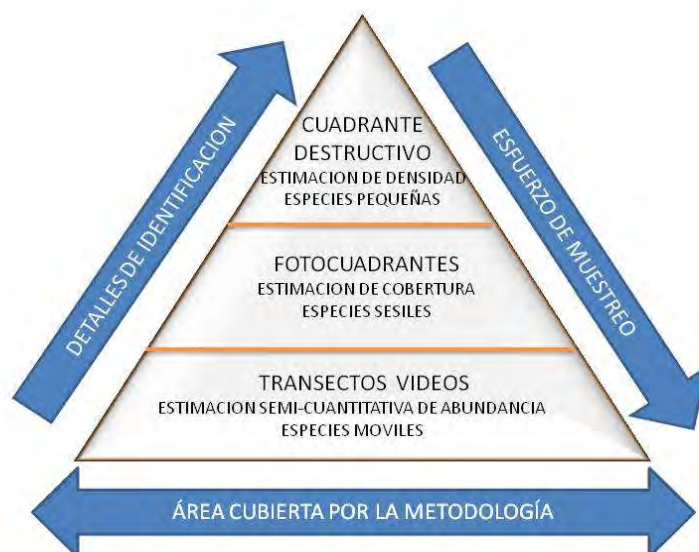 CUADRANTE
DESTRUCTIVO
ESTIMACION DE DENSIDAD
ESPECIES PEQUEÑAS
FOTOCUADRANTES
ESTIMACION DE COBERTURA
ESPECIES SESILES
TRANSECTOS VIDEOS
ESTIMACION SEMI-CUANTITATIVA DE ABUNDANCIA
ESPECIES MOVILES
DETALLES DE IDENTIFICACION
ESFUERZO DE MUESTREO
ÁREA CUBIERTA POR LA METODOLOGÍA